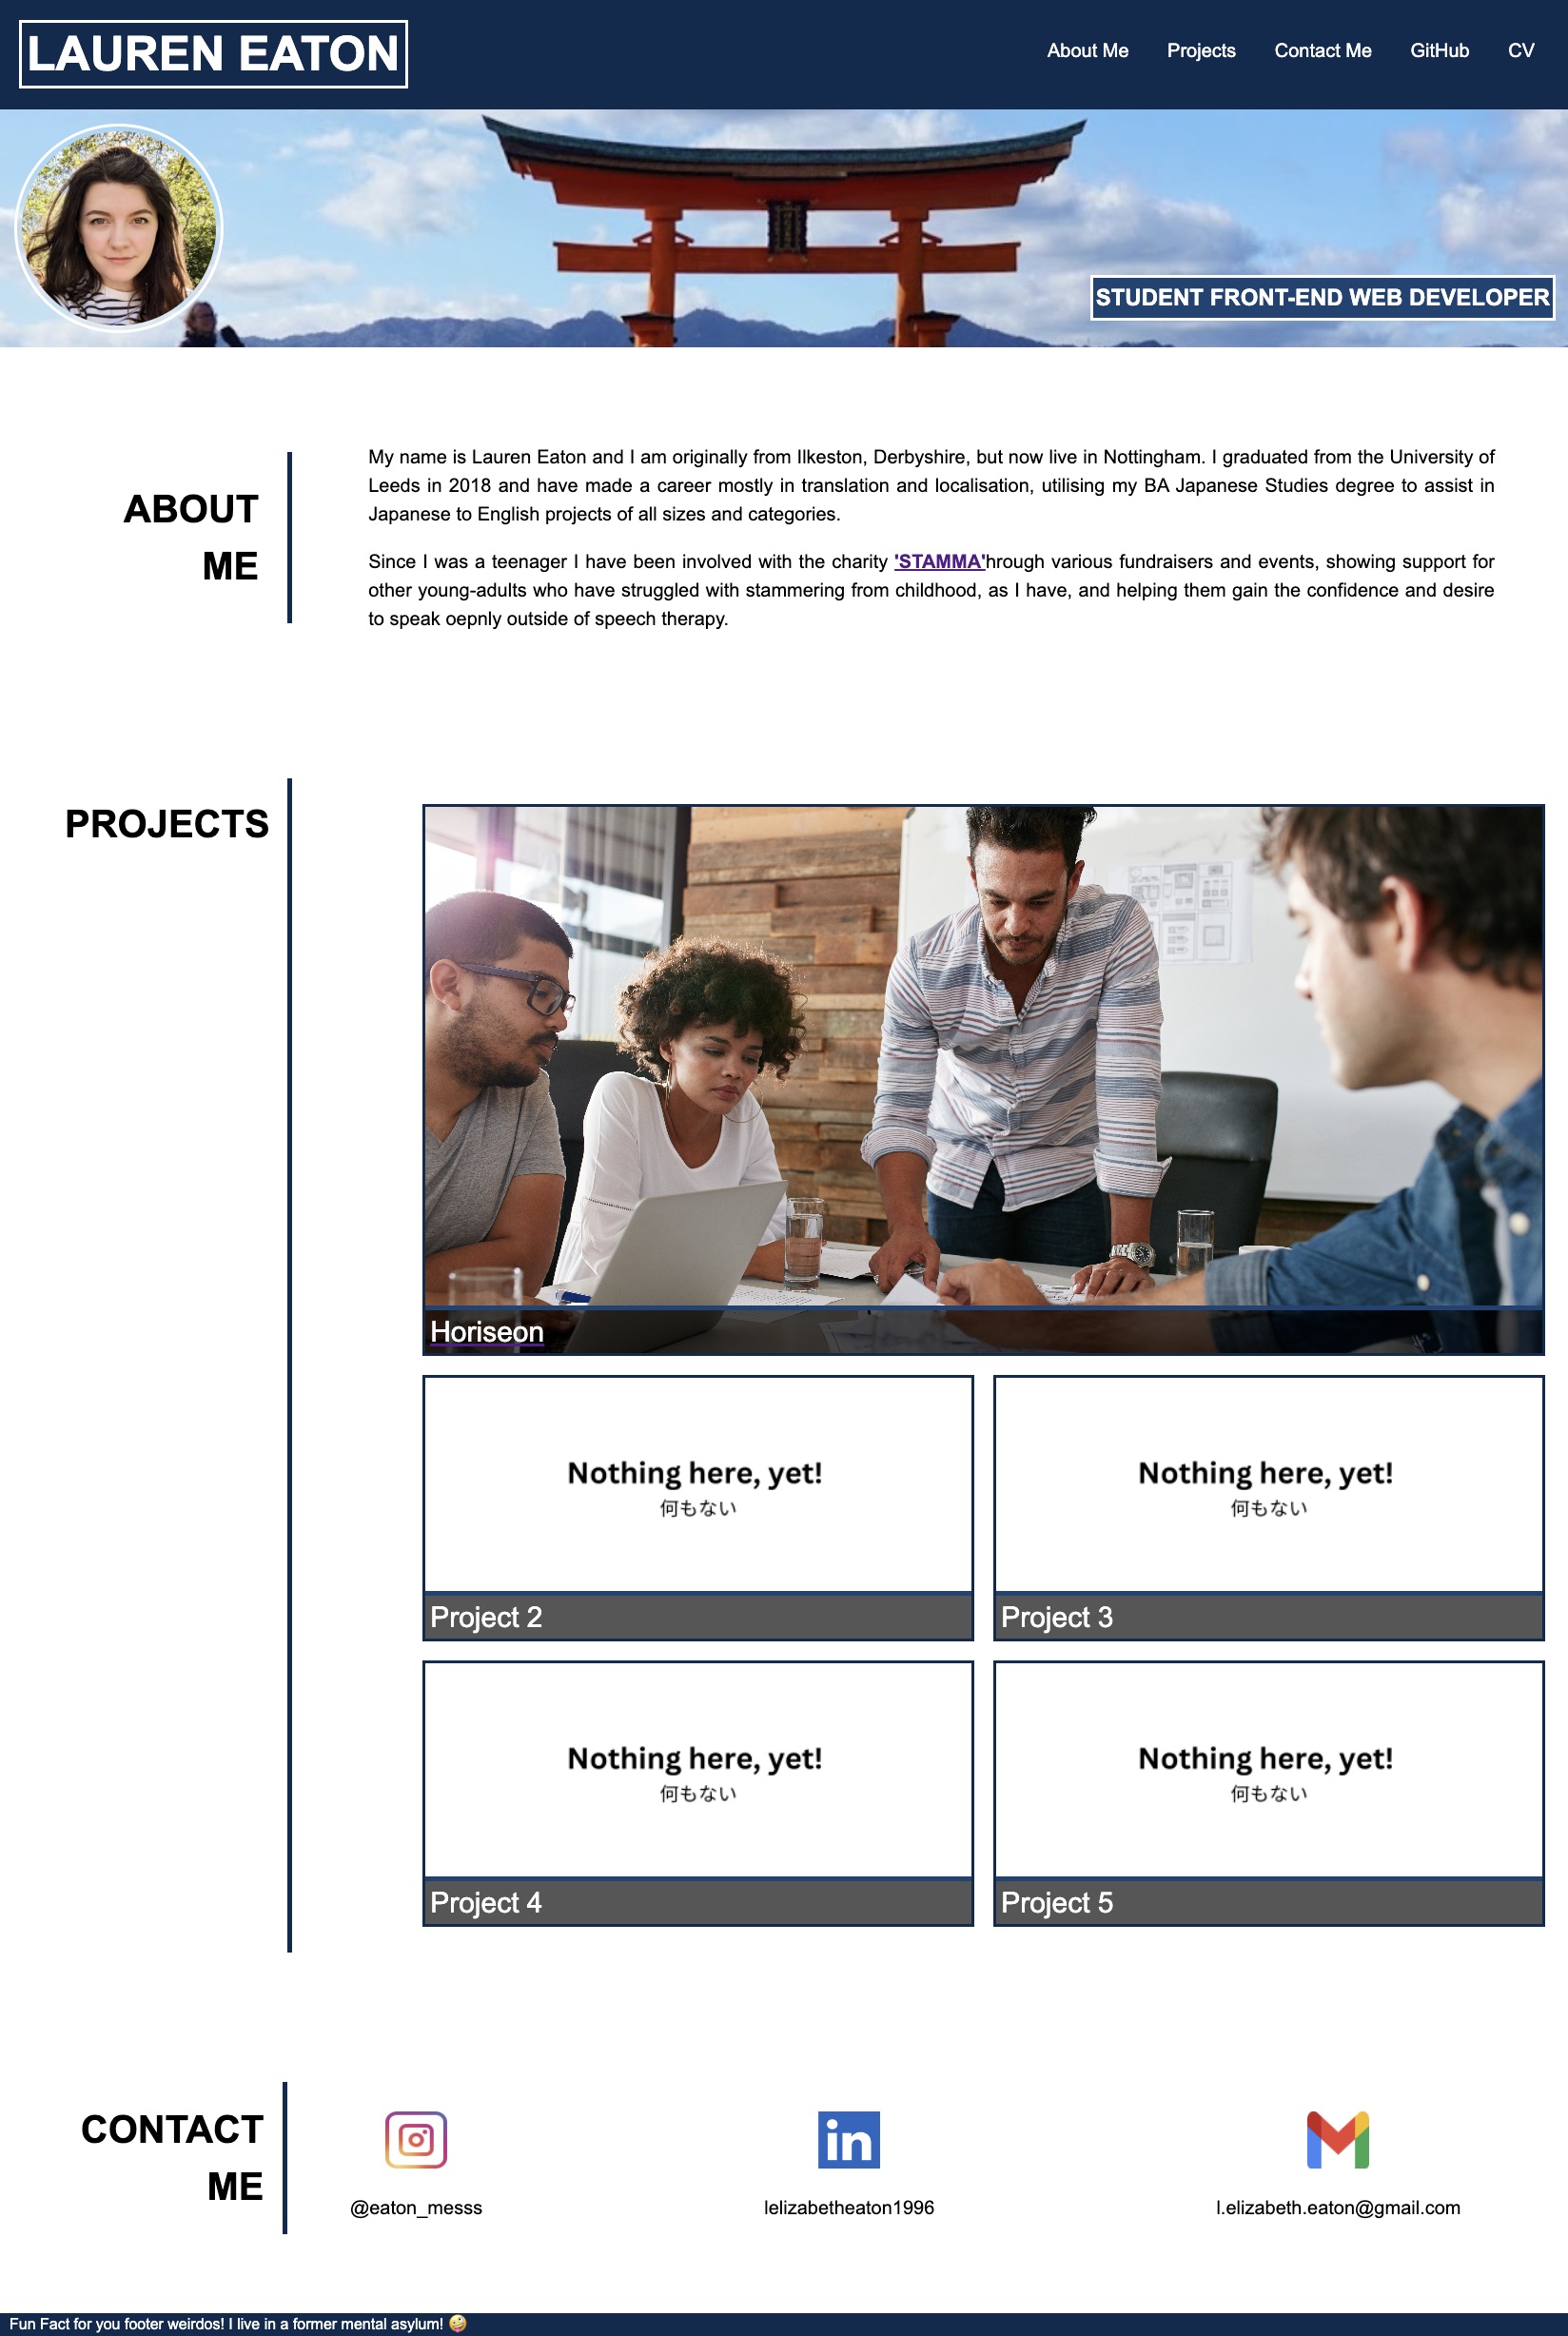 LAUREN EATON
About Me Projects Contact Me GitHub CV
STUDENT FRONT-END WEB DEVELOPER
ABOUT
ME
My name is Lauren Eaton and I am originally from Ilkeston, Derbyshire, but now live in Nottingham. I graduated from the University of
Leeds in 2018 and have made a career mostly in translation and localisation, utilising my BA Japanese Studies degree to assist in
Japanese to English projects of all sizes and categories.
Since I was a teenager I have been involved with the charity 'STAMMA'hrough various fundraisers and events, showing support for
other young-adults who have struggled with stammering from childhood, as I have, and helping them gain the confidence and desire
to speak oepnly outside of speech therapy.
PROJECTS
Horiseon
Nothing here, yet!
何もない
Project 2
Nothing here, yet!
何もない
Project 3
Nothing here, yet!
何もない
Project 4
Nothing here, yet!
何もない
Project 5
CONTACT
ME
@eaton_messs
in
lelizabetheaton1996
l.elizabeth.eaton@gmail.com
Fun Fact for you footer weirdos! I live in a former mental asylum! 🤪